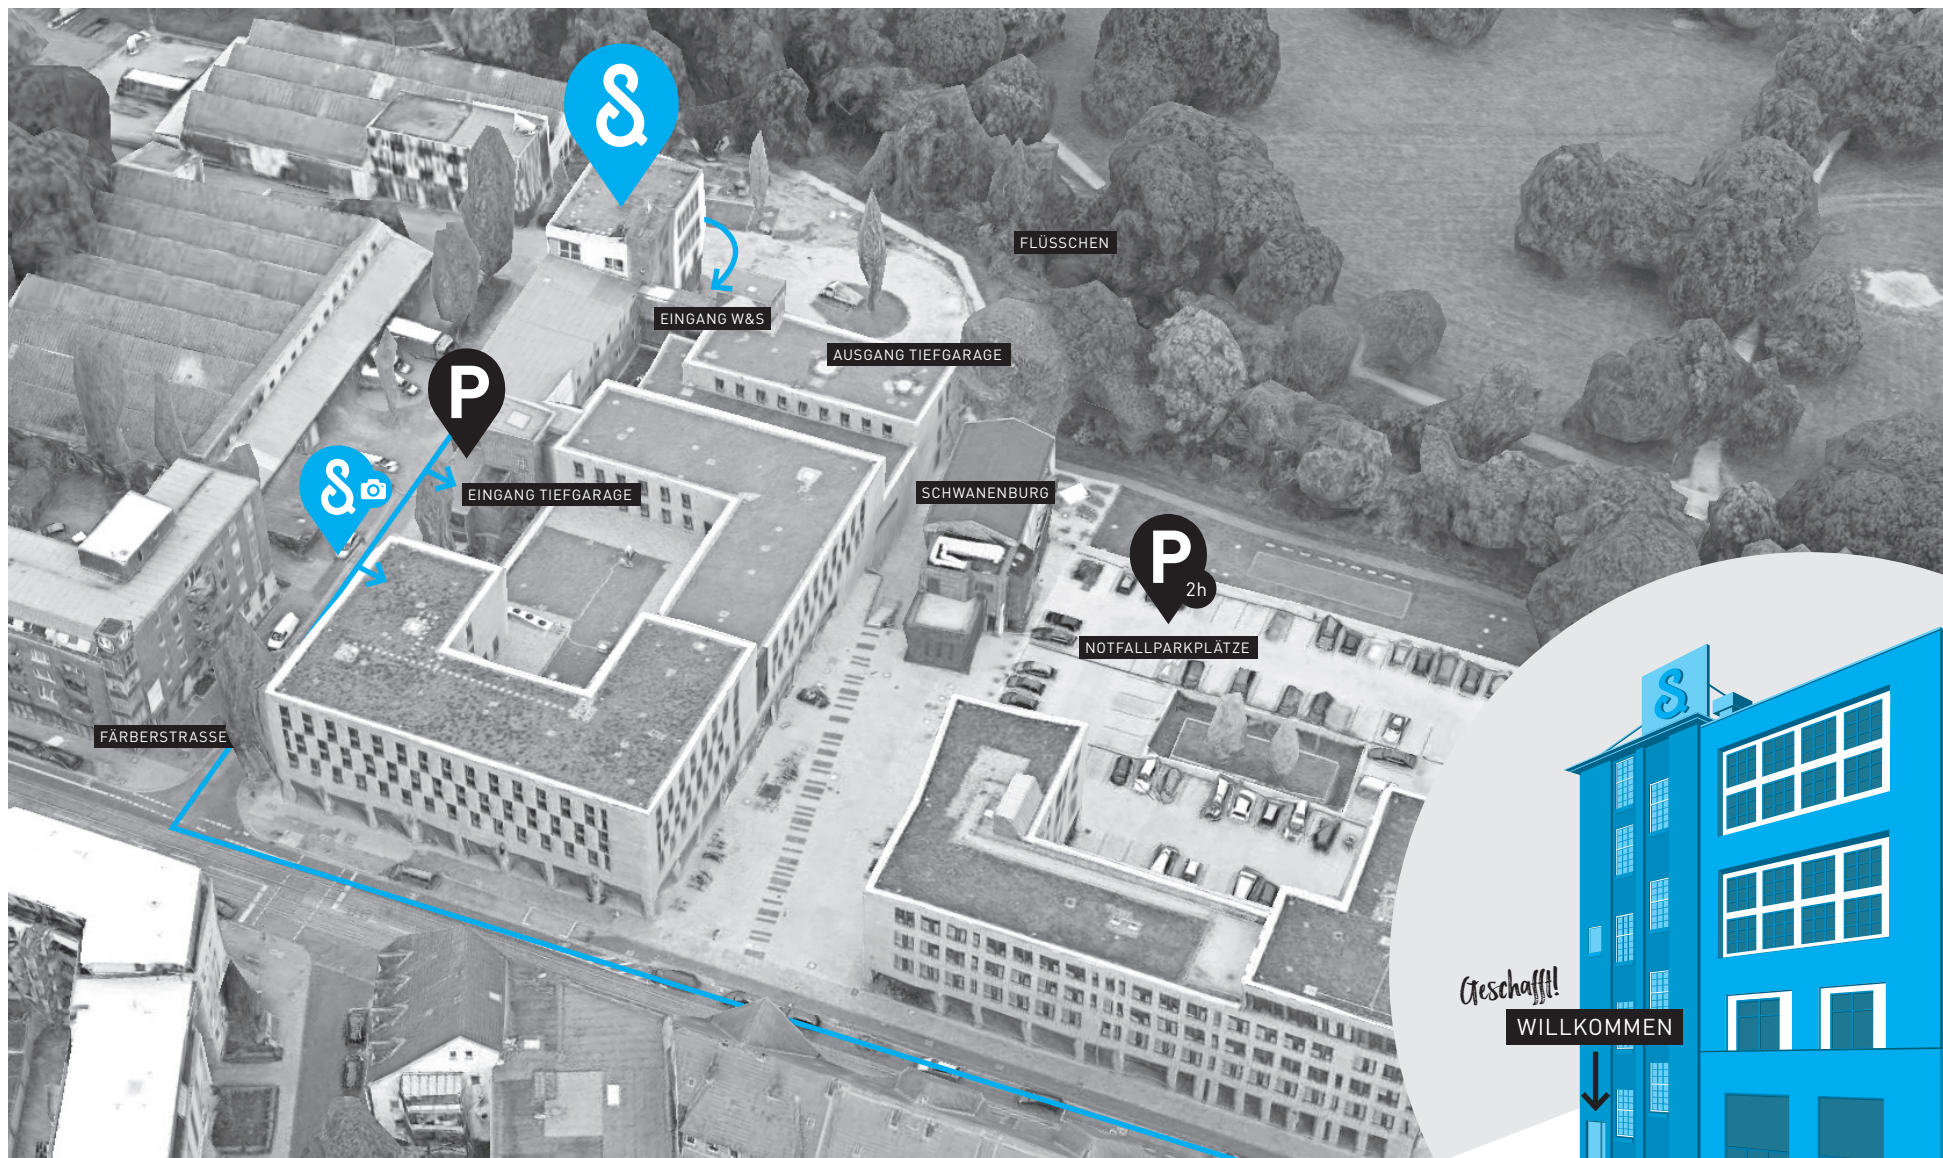 FLÜSSCHEN
EINGANG W&S
AUSGANG TIEFGARAGE
P
EINGANG TIEFGARAGE
SCHWANENBURG
P
2h
NOTFALLPARKPLÄTZE
FÄRBERSTRASSE
Geschafft!
WILLKOMMEN